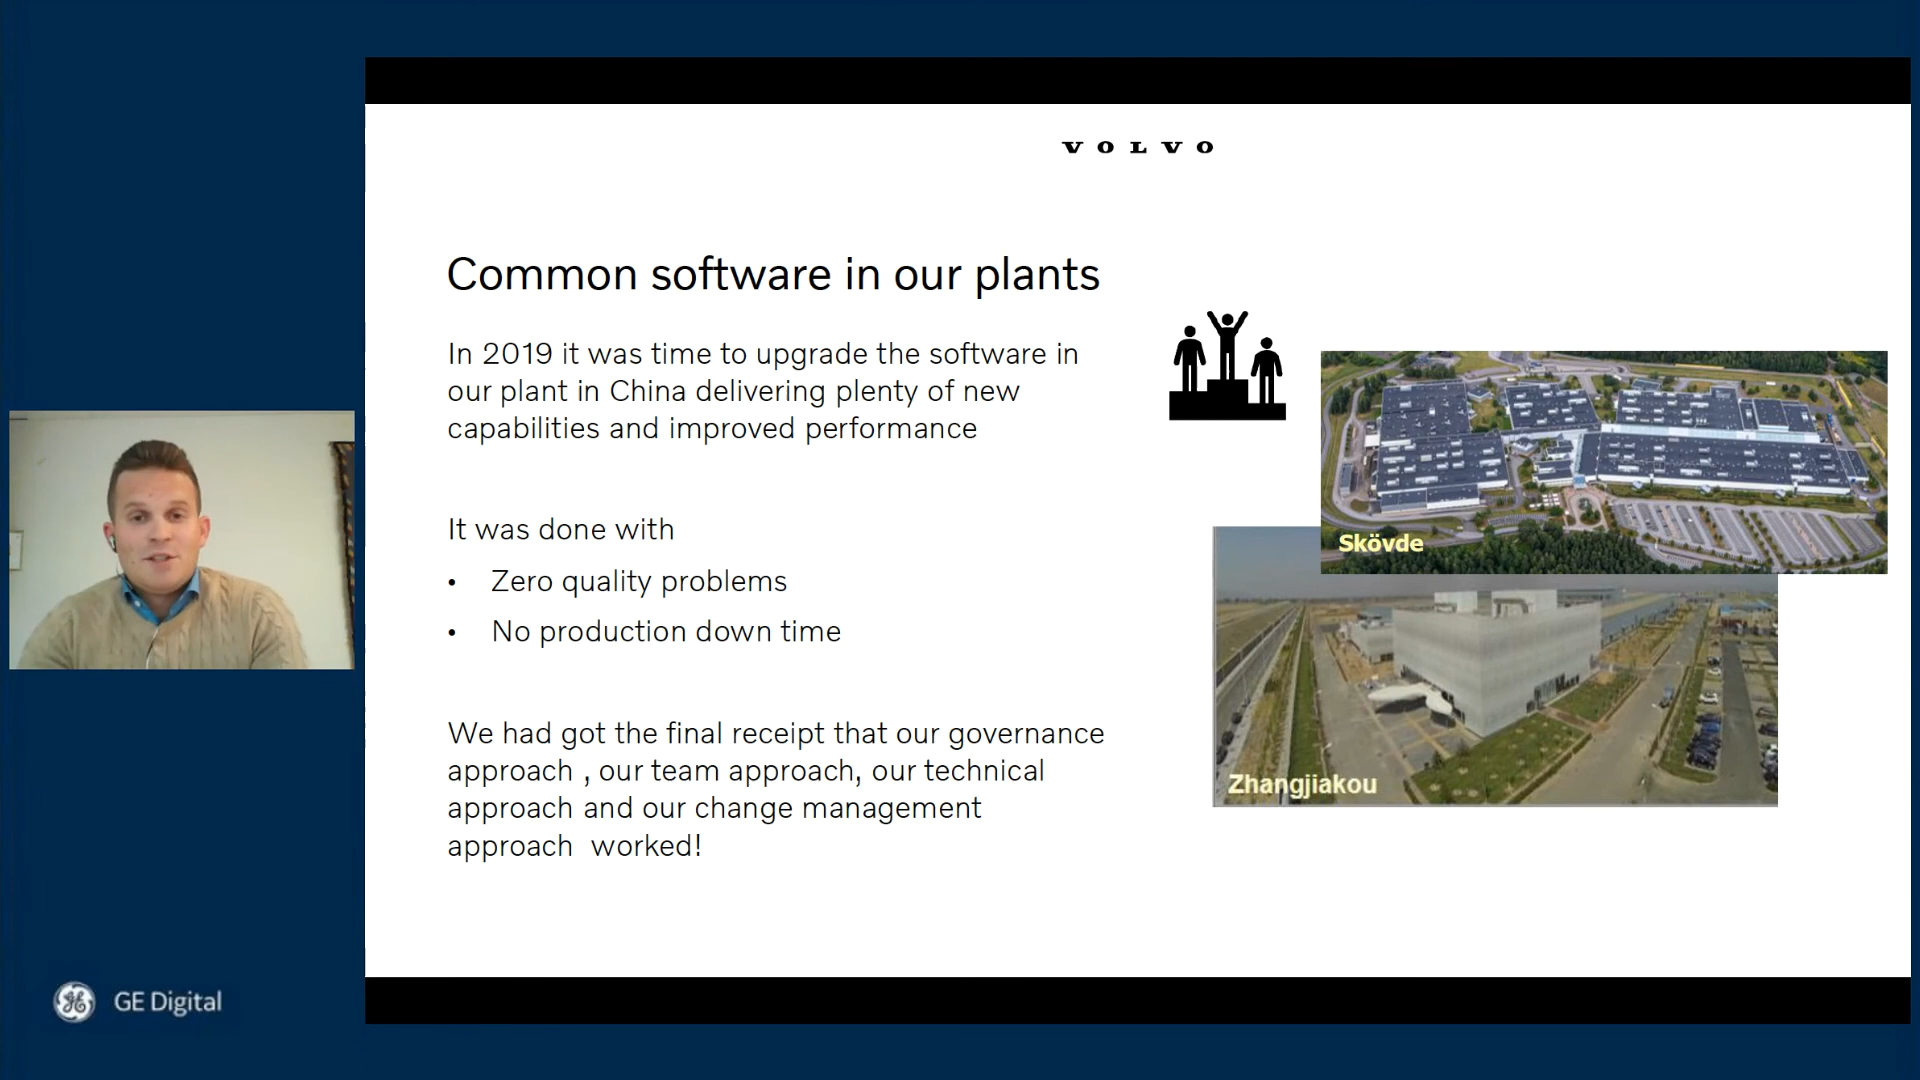 VOLVO
Common software in our plants
In 2019 it was time to upgrade the software in
our plant in China delivering plenty of new
capabilities and improved performance
It was done with
• Zero quality problems
• No production down time
We had got the final receipt that our governance
approach , our team approach, our technical
approach and our change management
approach  worked!
Skövde
Zhangjiakou
GE Digital